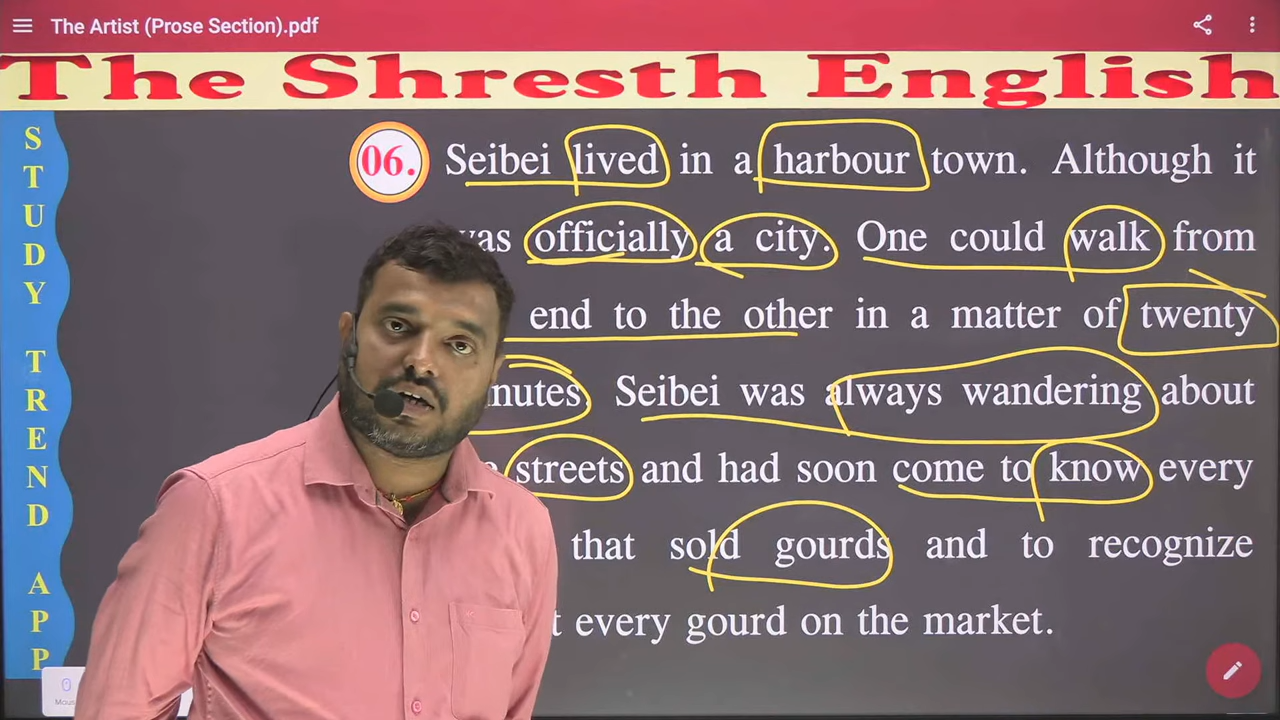 The Artist (Prose Section).pdf
The Shresth English
STUDY TREND APP
06. Seibei lived in a harbour town. Although it
was officially a city. One could walk from
end to the other in a matter of twenty
nutes. Seibei was always wandering about
streets and had soon come to know every
that sold gourds and to recognize
every gourd on the market.